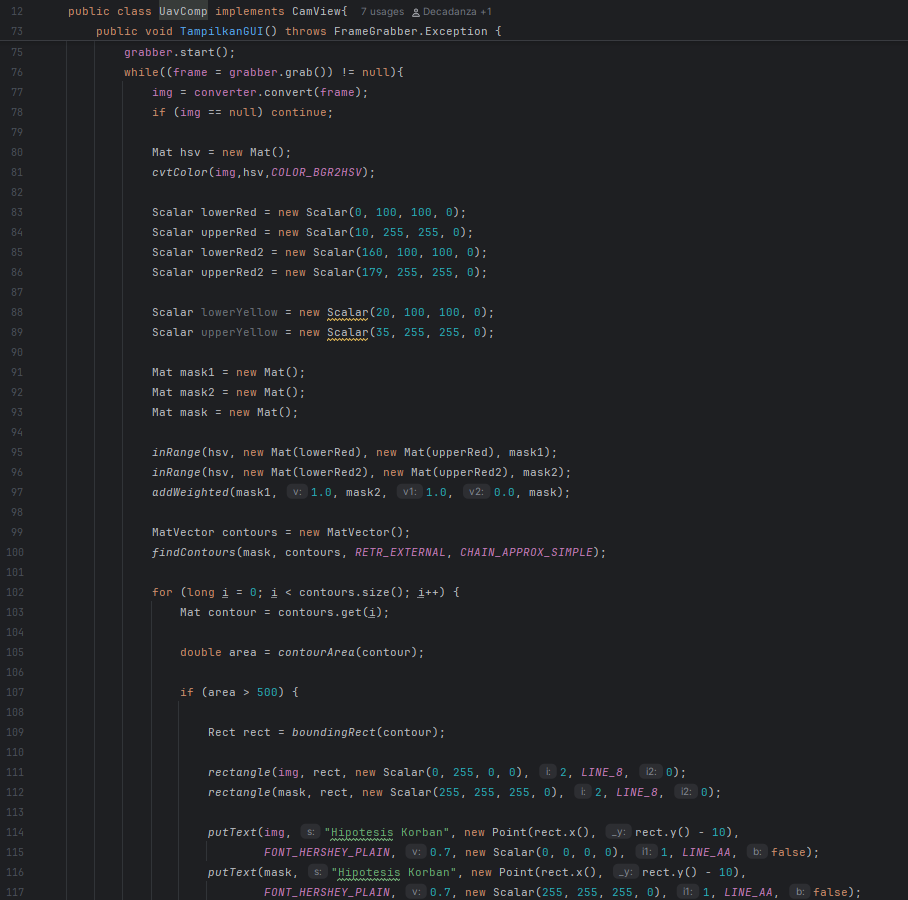 12 public class UavComp implements CamView{ 7 usages Decadanza +1
73 public void TampilkanGUI() throws FrameGrabber.Exception {
75 grabber.start();
76 while((frame = grabber.grab()) != null){
77 img = converter.convert(frame);
78 if (img == null) continue;
79
80 Mat hsv = new Mat();
81 cvtColor(img,hsv,COLOR_BGR2HSV);
82
83 Scalar lowerRed = new Scalar(0, 100, 100, 0);
84 Scalar upperRed = new Scalar(10, 255, 255, 0);
85 Scalar lowerRed2 = new Scalar(160, 100, 100, 0);
86 Scalar upperRed2 = new Scalar(179, 255, 255, 0);
87
88 Scalar lowerYellow = new Scalar(20, 100, 100, 0);
89 Scalar upperYellow = new Scalar(35, 255, 255, 0);
90
91 Mat mask1 = new Mat();
92 Mat mask2 = new Mat();
93 Mat mask = new Mat();
94
95 inRange(hsv, new Mat(lowerRed), new Mat(upperRed), mask1);
96 inRange(hsv, new Mat(lowerRed2), new Mat(upperRed2), mask2);
97 addWeighted(mask1, v: 1.0, mask2, v1: 1.0, v2: 0.0, mask);
98
99 MatVector contours = new MatVector();
100 findContours(mask, contours, RETR_EXTERNAL, CHAIN_APPROX_SIMPLE);
101
102 for (long i = 0; i < contours.size(); i++) {
103 Mat contour = contours.get(i);
104
105 double area = contourArea(contour);
106
107 if (area > 500) {
108
109 Rect rect = boundingRect(contour);
110
111 rectangle(img, rect, new Scalar(0, 255, 0, 0), i: 2, LINE_8, i2: 0);
112 rectangle(mask, rect, new Scalar(255, 255, 255, 0), i: 2, LINE_8, i2: 0);
113
114 putText(img, s: "Hipotesis Korban", new Point(rect.x(), _y: rect.y() - 10),
115 FONT_HERSHEY_PLAIN, v: 0.7, new Scalar(0, 0, 0, 0), i1: 1, LINE_AA, b: false);
116 putText(mask, s: "Hipotesis Korban", new Point(rect.x(), _y: rect.y() - 10),
117 FONT_HERSHEY_PLAIN, v: 0.7, new Scalar(255, 255, 255, 0), i1: 1, LINE_AA, b: false);